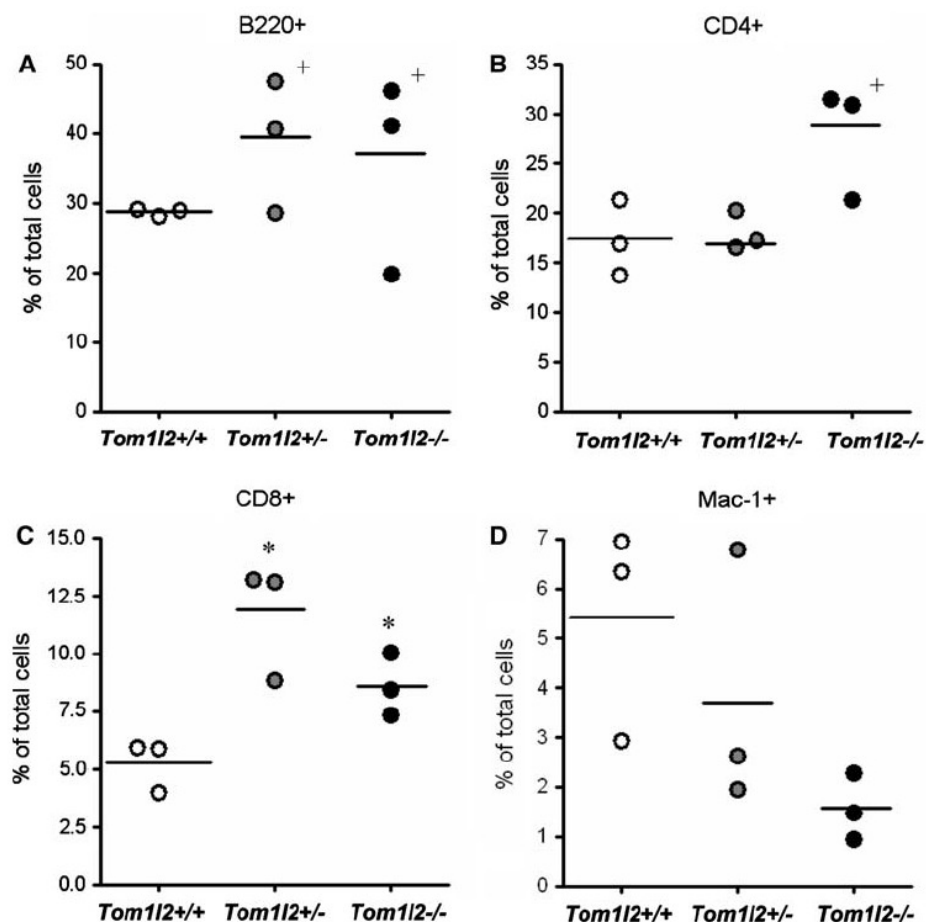 B220+
A
50
40
30
20
10
0
% of total cells
+
+
Tom1l2+/+ Tom1l2+/- Tom1l2-/-
CD4+
B
35
30
25
20
15
10
5
0
% of total cells
+
Tom1l2+/+ Tom1l2+/- Tom1l2-/-
CD8+
C
15.0
12.5
10.0
7.5
5.0
2.5
0.0
% of total cells
*
*
Tom1l2+/+ Tom1l2+/- Tom1l2-/-
Mac-1+
D
7
6
5
4
3
2
1
0
% of total cells
Tom1l2+/+ Tom1l2+/- Tom1l2-/-